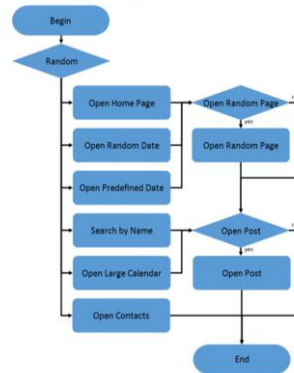 Begin
Random
Open Home Page
Open Random Page
yes
Open Random Date
Open Random Page
Open Predefined Date
Search by Name
Open Post
yes
Open Large Calendar
Open Post
Open Contacts
End